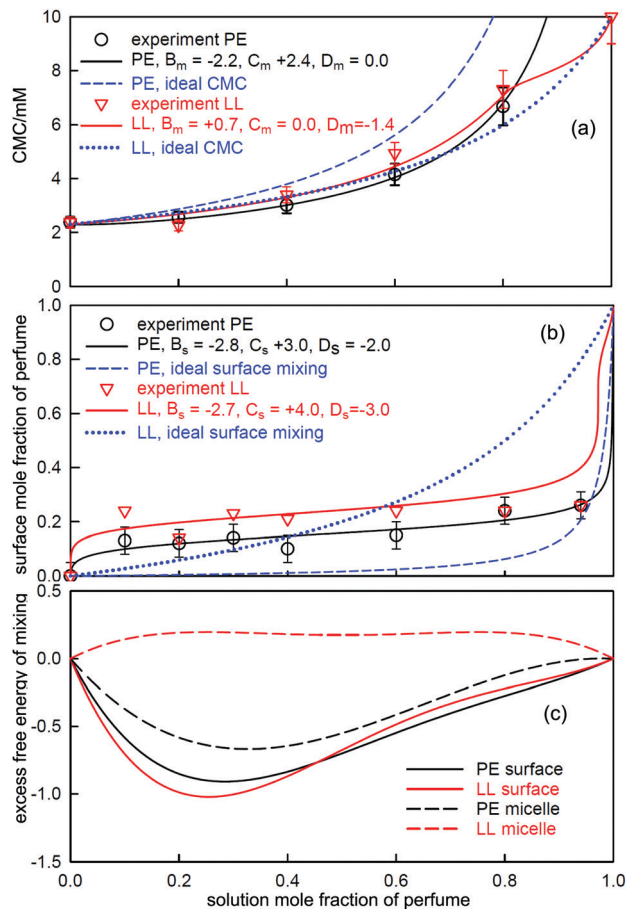 10
8
6
4
2
0
CMC/mM
experiment PE
PE, Bm = -2.2, Cm +2.4, Dm = 0.0
PE, ideal CMC
experiment LL
LL, Bm = +0.7, Cm = 0.0, Dm=-1.4
LL, ideal CMC
(a)
1.0
0.8
0.6
0.4
0.2
0.0
surface mole fraction of perfume
experiment PE
PE, Bs = -2.8, Cs +3.0, Ds = -2.0
PE, ideal surface mixing
experiment LL
LL, Bs = -2.7, Cs = +4.0, Ds=-3.0
LL, ideal surface mixing
(b)
0.5
0.0
-0.5
-1.0
-1.5
excess free energy of mixing
(c)
PE surface
LL surface
PE micelle
LL micelle
0.0 0.2 0.4 0.6 0.8 1.0
solution mole fraction of perfume